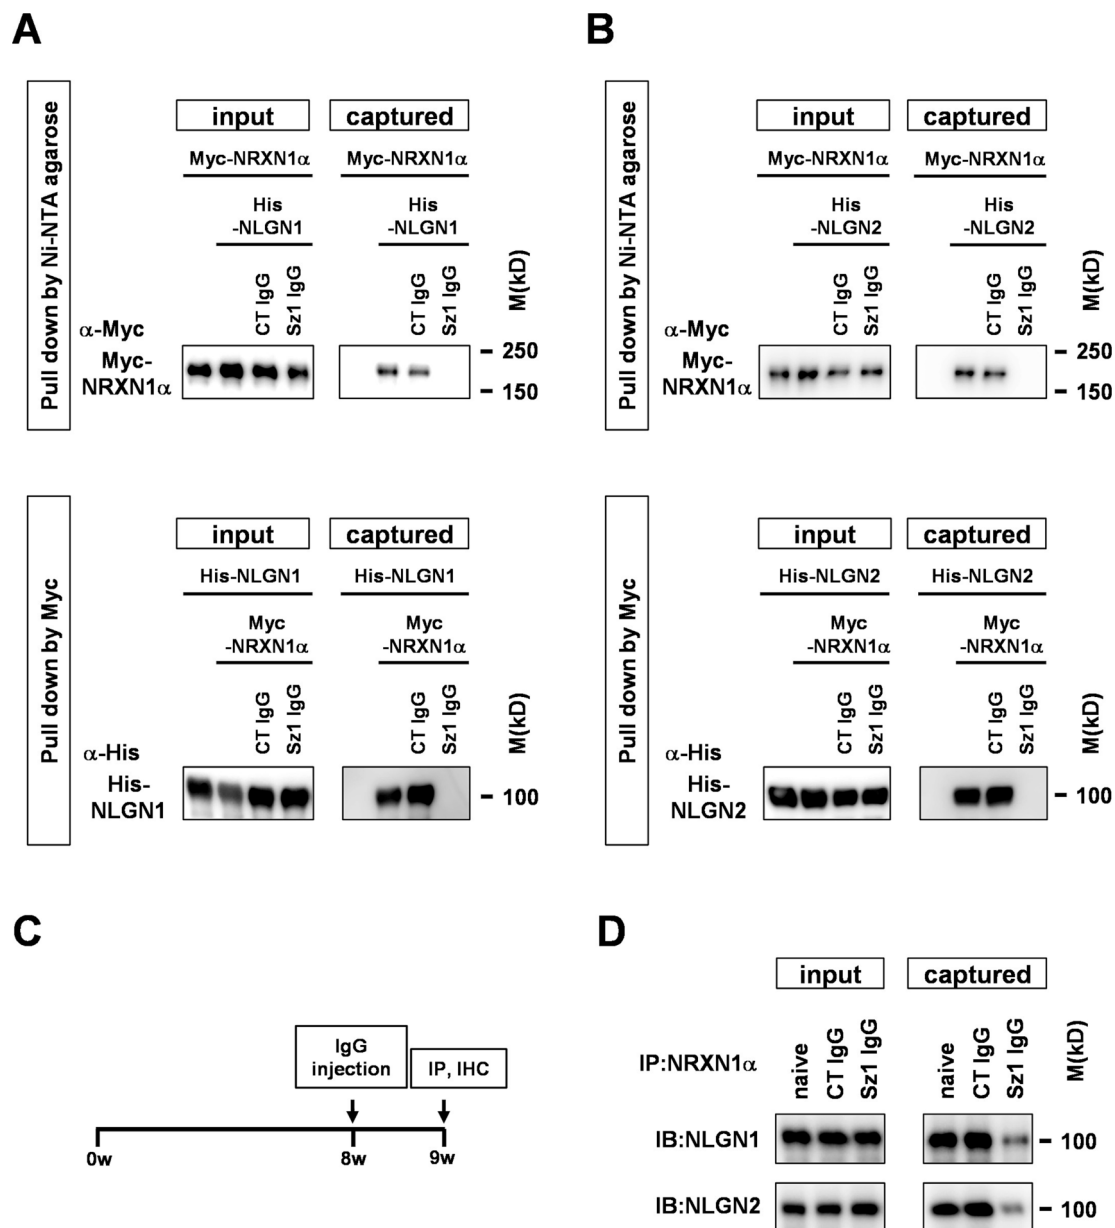 A
Pull down by Ni-NTA agarose
input
captured
Myc-NRXN1α
Myc-NRXN1α
His
-NLGN1
His
-NLGN1
CT IgG
Sz1 IgG
CT IgG
Sz1 IgG
M(kD)
α-Myc
Myc-
NRXN1α
250
150
B
Pull down by Ni-NTA agarose
input
captured
Myc-NRXN1α
Myc-NRXN1α
His
-NLGN2
His
-NLGN2
CT IgG
Sz1 IgG
CT IgG
Sz1 IgG
M(kD)
α-Myc
Myc-
NRXN1α
250
150
Pull down by Myc
input
captured
His-NLGN1
His-NLGN1
Myc
-NRXN1α
Myc
-NRXN1α
CT IgG
Sz1 IgG
CT IgG
Sz1 IgG
M(kD)
α-His
His-
NLGN1
100
Pull down by Myc
input
captured
His-NLGN2
His-NLGN2
Myc
-NRXN1α
Myc
-NRXN1α
CT IgG
Sz1 IgG
CT IgG
Sz1 IgG
M(kD)
α-His
His-
NLGN2
100
C
IgG
injection
IP, IHC
0w
8w
9w
D
input
captured
IP:NRXN1α
naive
CT IgG
Sz1 IgG
naive
CT IgG
Sz1 IgG
M(kD)
IB:NLGN1
100
IB:NLGN2
100